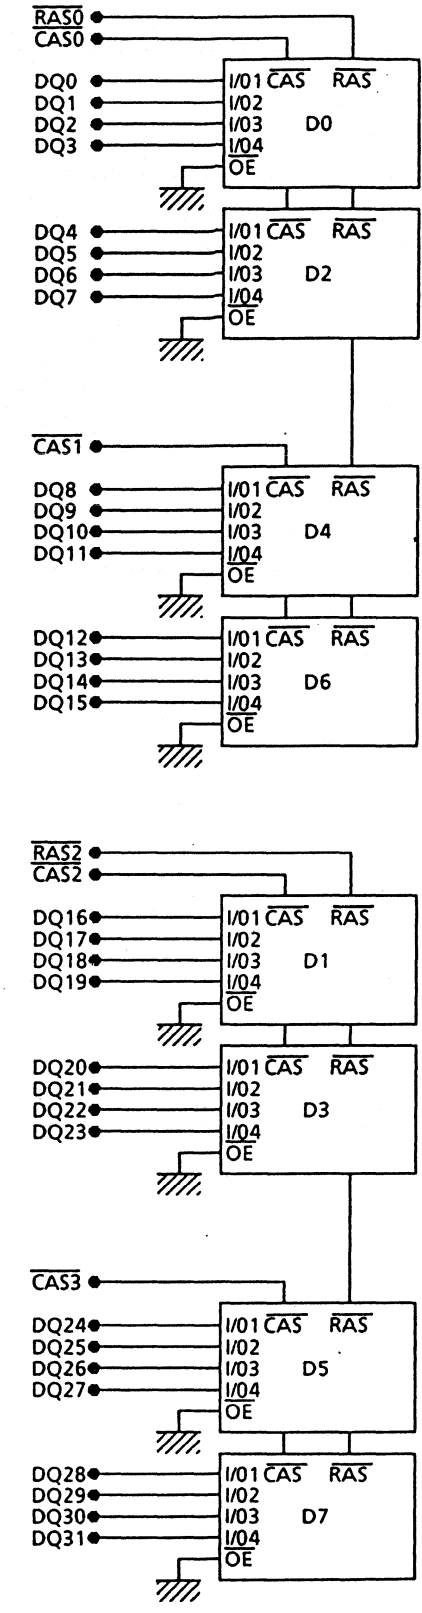 RAS0
CAS0
DQ0 I/01 CAS RAS
DQ1 I/02
DQ2 I/03 D0
DQ3 I/04
OE
DQ4 I/01 CAS RAS
DQ5 I/02
DQ6 I/03 D2
DQ7 I/04
OE
CAS1
DQ8 I/01 CAS RAS
DQ9 I/02
DQ10 I/03 D4
DQ11 I/04
OE
DQ12 I/01 CAS RAS
DQ13 I/02
DQ14 I/03 D6
DQ15 I/04
OE
RAS2
CAS2
DQ16 I/01 CAS RAS
DQ17 I/02
DQ18 I/03 D1
DQ19 I/04
OE
DQ20 I/01 CAS RAS
DQ21 I/02
DQ22 I/03 D3
DQ23 I/04
OE
CAS3
DQ24 I/01 CAS RAS
DQ25 I/02
DQ26 I/03 D5
DQ27 I/04
OE
DQ28 I/01 CAS RAS
DQ29 I/02
DQ30 I/03 D7
DQ31 I/04
OE